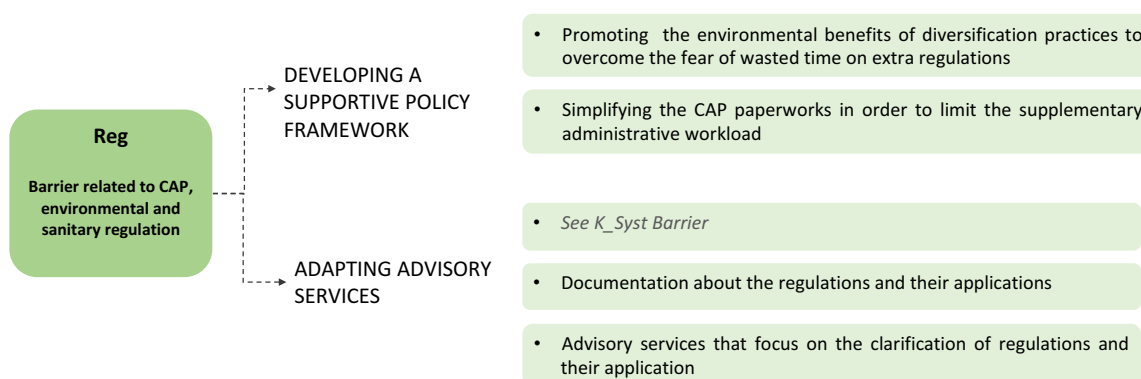 Reg
Barrier related to CAP,
environmental and
sanitary regulation
DEVELOPING A
SUPPORTIVE POLICY
FRAMEWORK
• Promoting the environmental benefits of diversification practices to
overcome the fear of wasted time on extra regulations
• Simplifying the CAP paperworks in order to limit the supplementary
administrative workload
ADAPTING ADVISORY
SERVICES
• See K_Syst Barrier
• Documentation about the regulations and their applications
• Advisory services that focus on the clarification of regulations and
their application